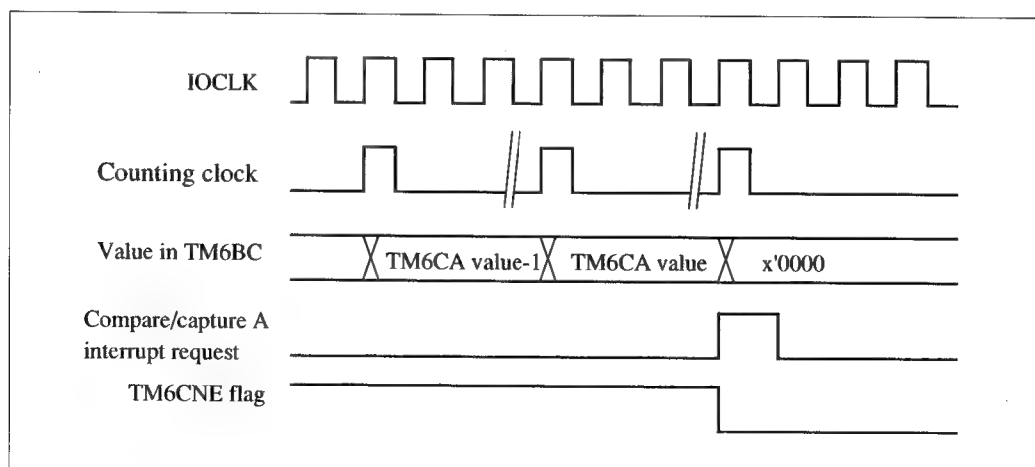 IOCLK
Counting clock
Value in TM6BC
TM6CA value-1
TM6CA value
x'0000
Compare/capture A
interrupt request
TM6CNE flag